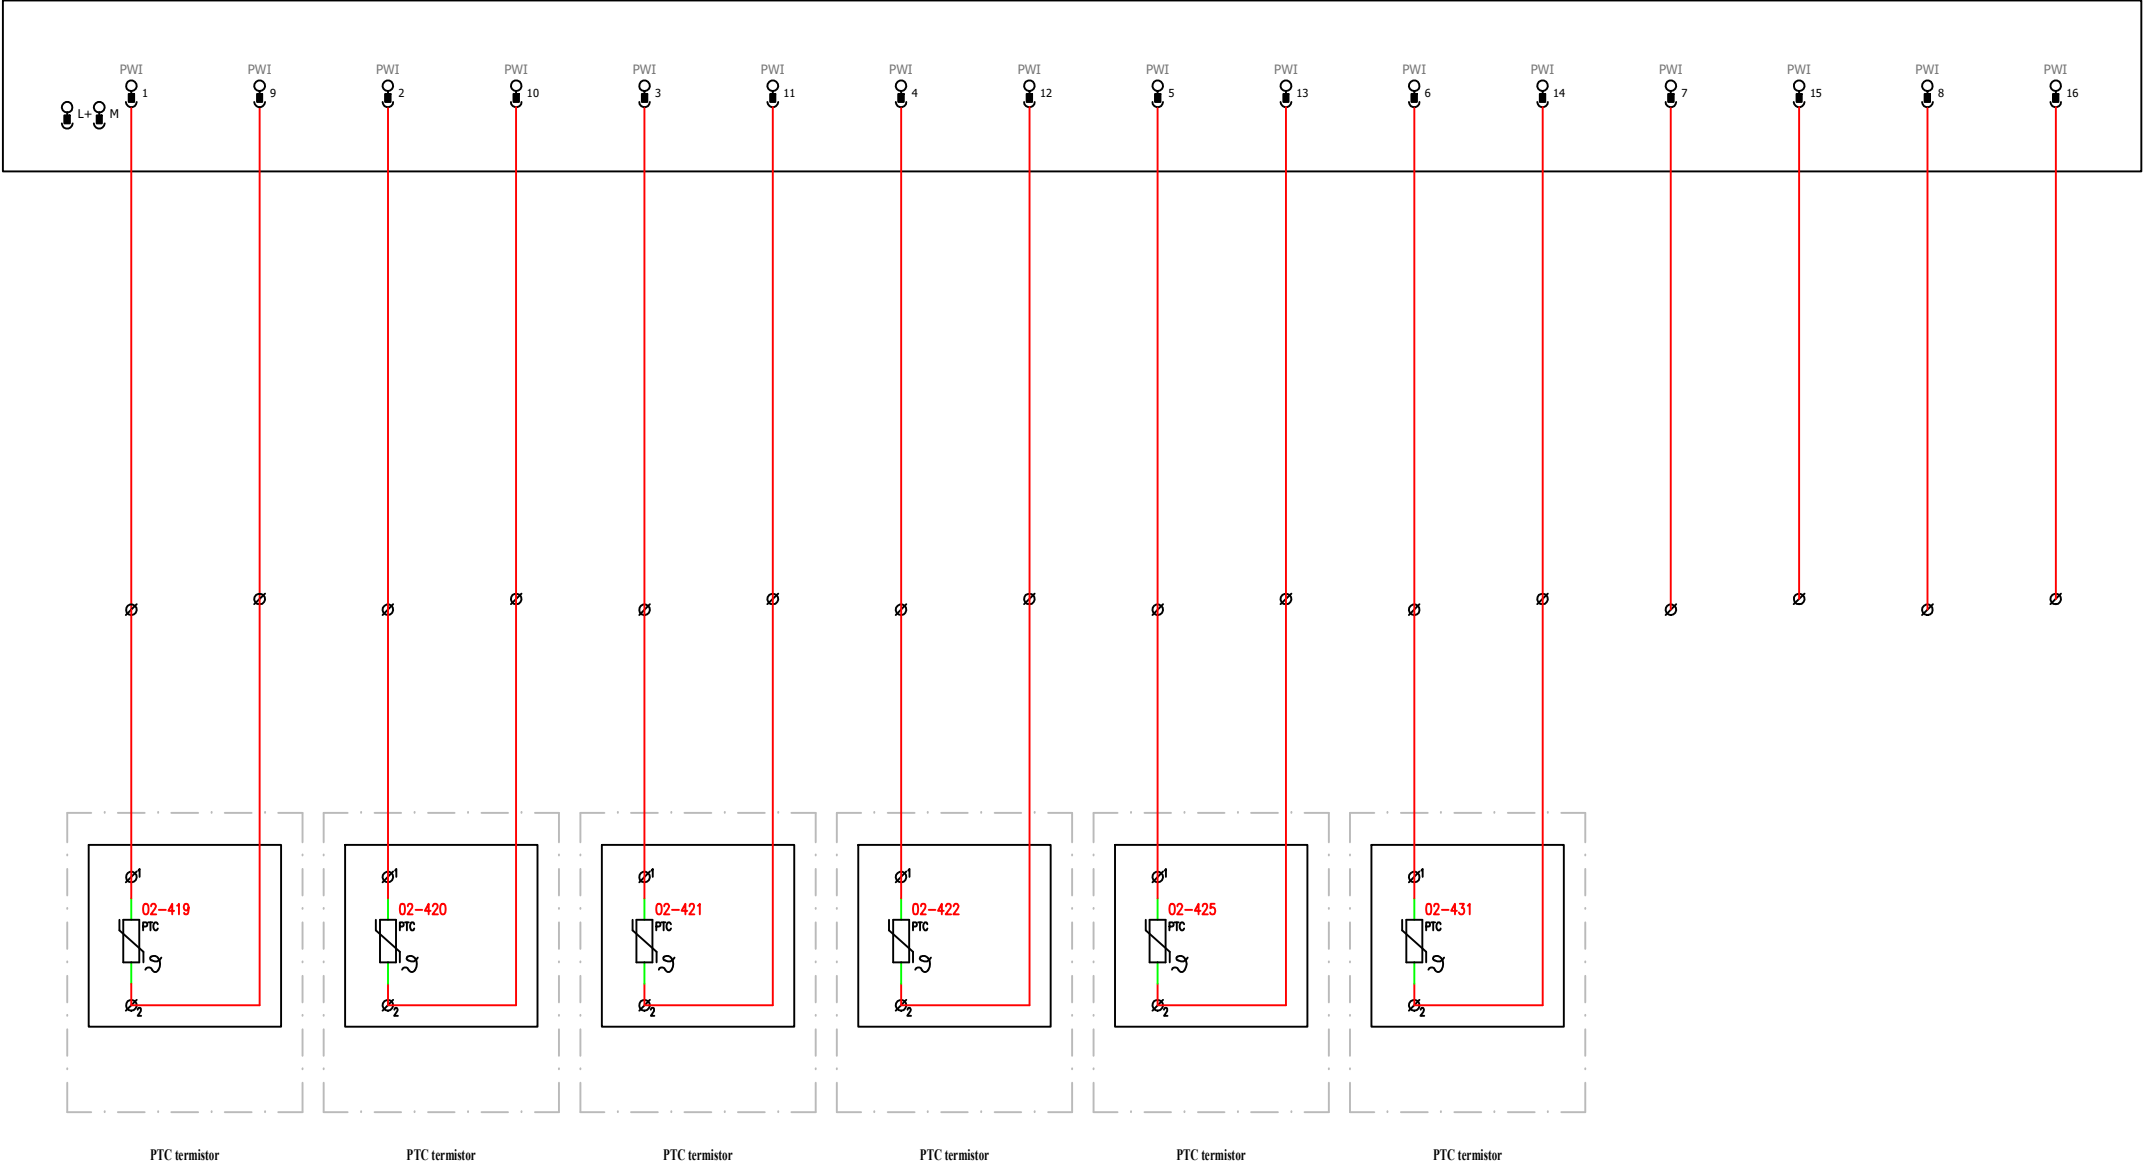 PWI PWI PWI PWI PWI PWI PWI PWI PWI PWI PWI PWI PWI PWI PWI PWI
1 9 2 10 3 11 4 12 5 13 6 14 7 15 8 16
L+ M
1 1 1 1 1 1
02-419 02-420 02-421 02-422 02-425 02-431
PTC PTC PTC PTC PTC PTC
ϑ ϑ ϑ ϑ ϑ ϑ
2 2 2 2 2 2
PTC termistor PTC termistor PTC termistor PTC termistor PTC termistor PTC termistor